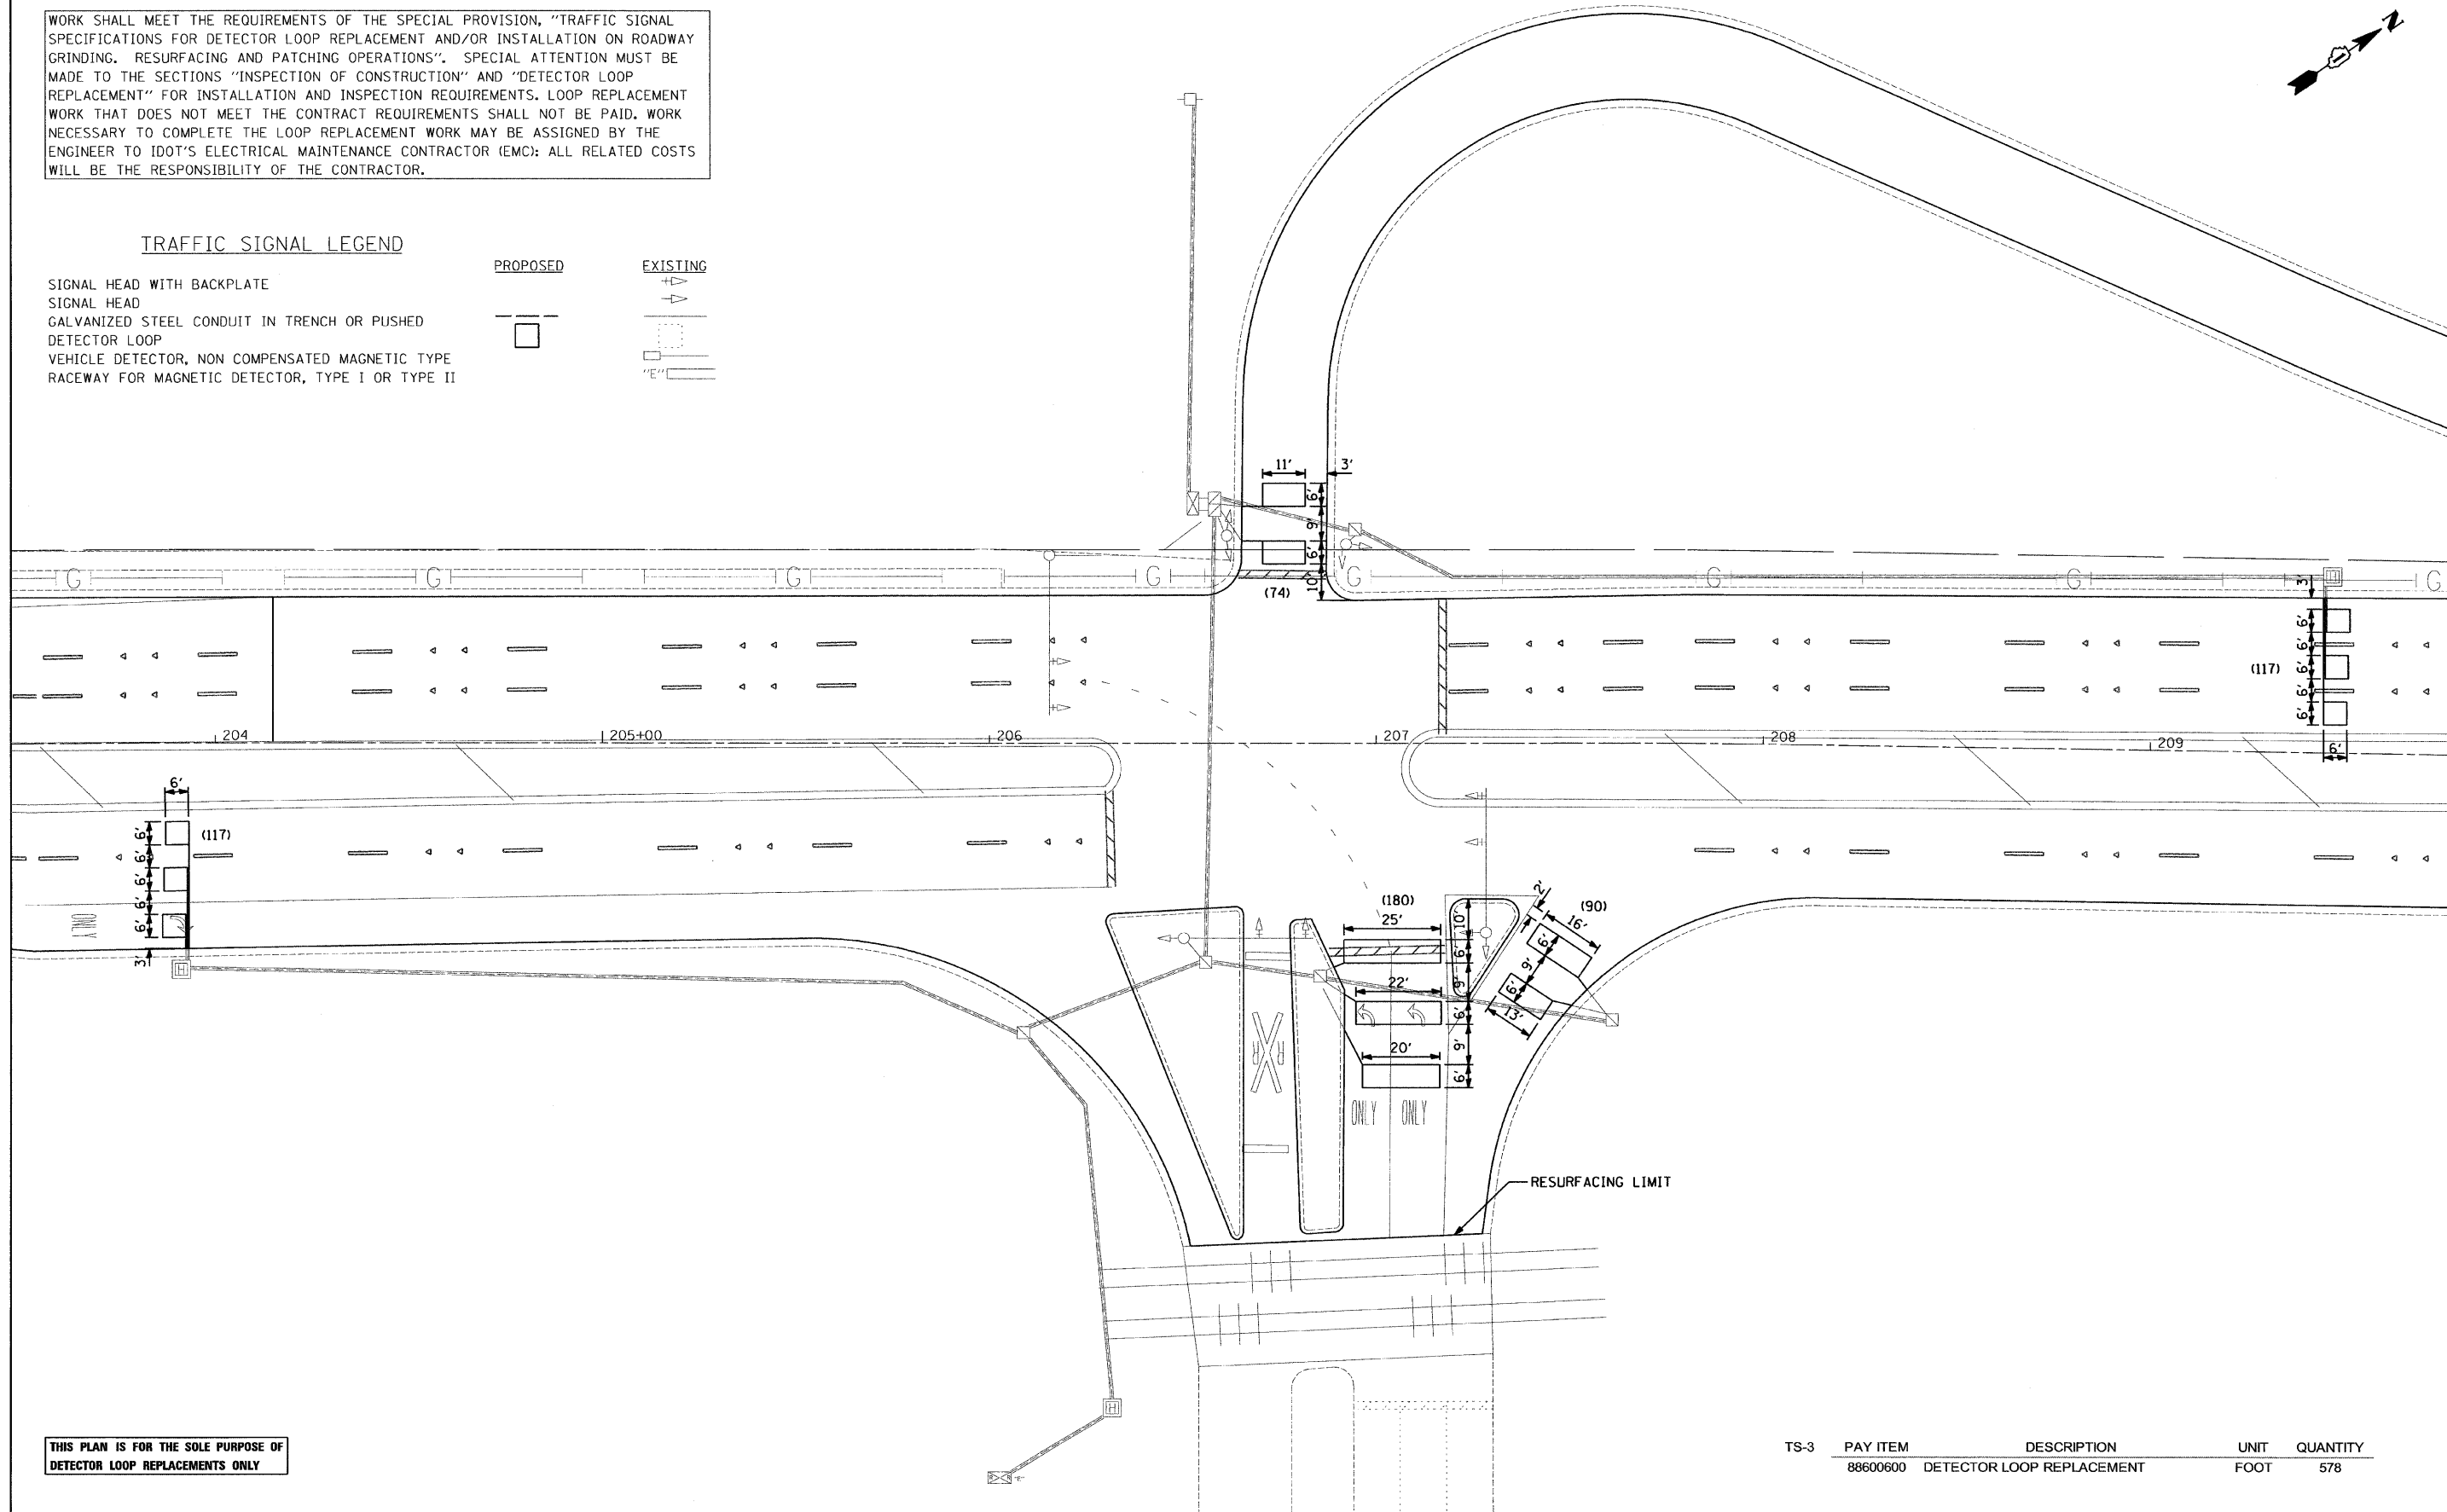 WORK SHALL MEET THE REQUIREMENTS OF THE SPECIAL PROVISION, "TRAFFIC SIGNAL
SPECIFICATIONS FOR DETECTOR LOOP REPLACEMENT AND/OR INSTALLATION ON ROADWAY
GRINDING. RESURFACING AND PATCHING OPERATIONS". SPECIAL ATTENTION MUST BE
MADE TO THE SECTIONS "INSPECTION OF CONSTRUCTION" AND "DETECTOR LOOP
REPLACEMENT" FOR INSTALLATION AND INSPECTION REQUIREMENTS. LOOP REPLACEMENT
WORK THAT DOES NOT MEET THE CONTRACT REQUIREMENTS SHALL NOT BE PAID. WORK
NECESSARY TO COMPLETE THE LOOP REPLACEMENT WORK MAY BE ASSIGNED BY THE
ENGINEER TO IDOT'S ELECTRICAL MAINTENANCE CONTRACTOR (EMC): ALL RELATED COSTS
WILL BE THE RESPONSIBILITY OF THE CONTRACTOR.
N
TRAFFIC SIGNAL LEGEND
PROPOSED EXISTING
SIGNAL HEAD WITH BACKPLATE
SIGNAL HEAD
GALVANIZED STEEL CONDUIT IN TRENCH OR PUSHED
DETECTOR LOOP
VEHICLE DETECTOR, NON COMPENSATED MAGNETIC TYPE
RACEWAY FOR MAGNETIC DETECTOR, TYPE I OR TYPE II "E"
11' 3'
6'
9'
6'
10'
(74)
G G G G G G G G
3'
6'
6'
6'
6'
6'
(117)
6'
204 205+00 206 207 208 209
6'
(117)
6'
6'
6'
6'
6'
3'
ONLY
H
(180)
25'
10'
6'
9'
22'
6'
9'
20'
6'
2'
(90)
16'
6'
9'
6'
13'
R R
ONLY ONLY
RESURFACING LIMIT
H
"E"
THIS PLAN IS FOR THE SOLE PURPOSE OF
DETECTOR LOOP REPLACEMENTS ONLY
TS-3 PAY ITEM DESCRIPTION UNIT QUANTITY
88600600 DETECTOR LOOP REPLACEMENT FOOT 578